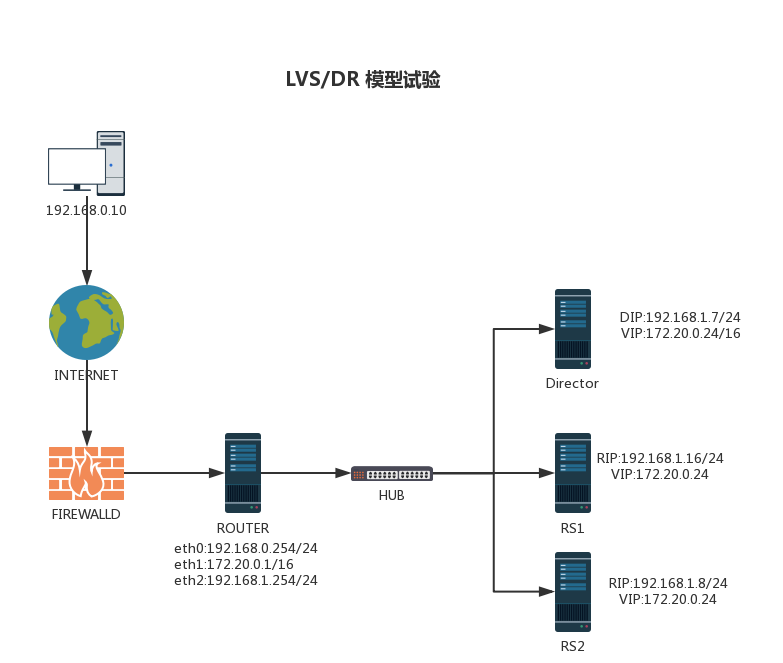 LVS/DR 模型试验
192.168.0.10
INTERNET
FIREWALLD
ROUTER
eth0:192.168.0.254/24
eth1:172.20.0.1/16
eth2:192.168.1.254/24
HUB
DIP:192.168.1.7/24
VIP:172.20.0.24/16
Director
RIP:192.168.1.16/24
VIP:172.20.0.24
RS1
RIP:192.168.1.8/24
VIP:172.20.0.24
RS2